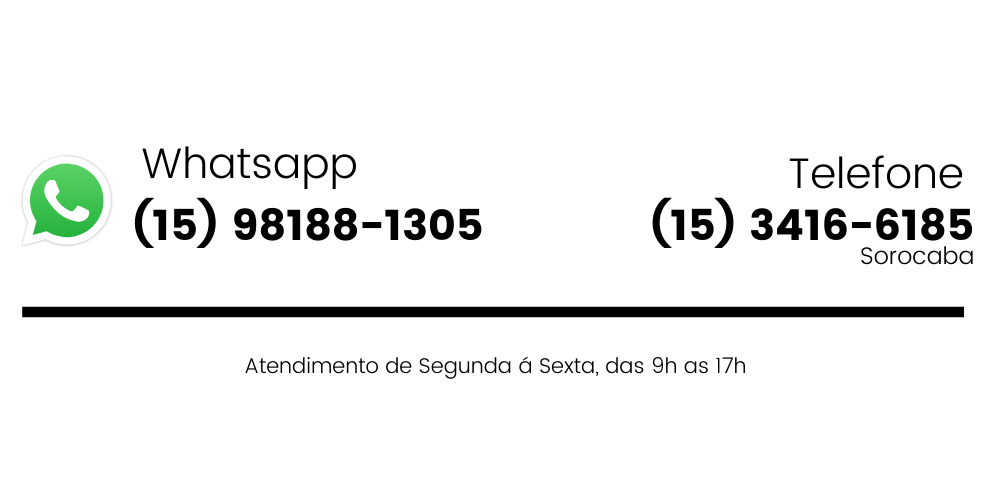 Whatsapp
(15) 98188-1305
Telefone
(15) 3416-6185
Sorocaba
Atendimento de Segunda á Sexta, das 9h as 17h